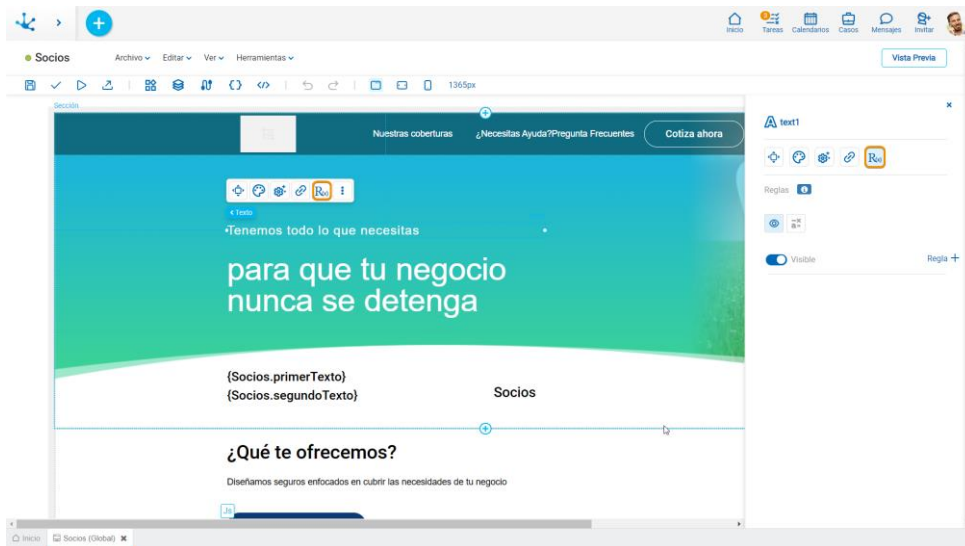 Inicio
3
Tareas
Calendarios
Casos
Mensajes
Invitar
Socios
Archivo
Editar
Ver
Herramientas
Vista Previa
1365px
Sección
Nuestras coberturas
¿Necesitas Ayuda?Pregunta Frecuentes
Cotiza ahora
text1
R(x)
Reglas
Visible
Regla +
R(x)
< Texto
Tenemos todo lo que necesitas
para que tu negocio
nunca se detenga
{Socios.primerTexto}
{Socios.segundoTexto}
Socios
¿Qué te ofrecemos?
Diseñamos seguros enfocados en cubrir las necesidades de tu negocio
Js
Inicio
Socios (Global)